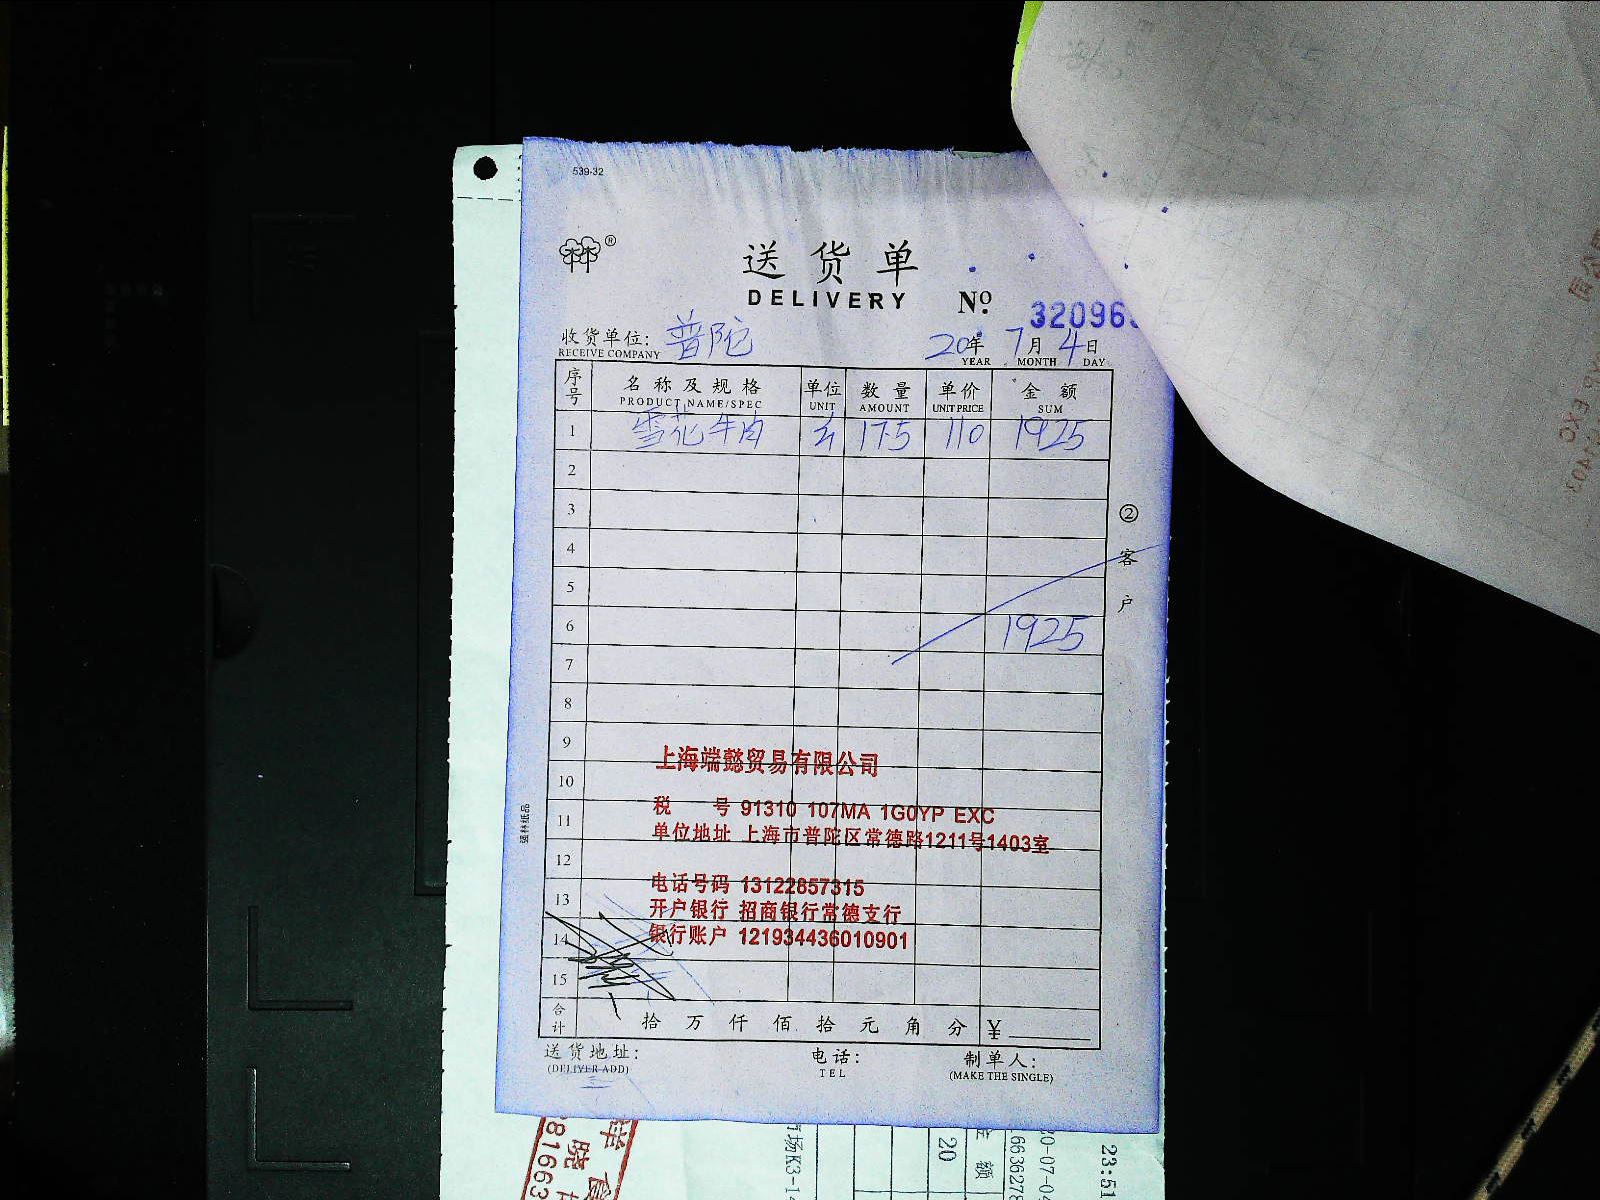 539-32
送货单
DELIVERY No. 32096
收货单位: 普陀 20年 7月 4日
RECEIVE COMPANY YEAR MONTH DAY
序号 名称及规格 单位 数量 单价 金额
PRODUCT NAME/SPEC UNIT AMOUNT UNIT PRICE SUM
1 雪花牛肉 斤 17.5 110 1925
2
3
4
5
6 1925
7
8
9
10
11
12
13
14
15
② 客户
上海端懿贸易有限公司
税 号 91310 107MA 1G0YP EXC
单位地址 上海市普陀区常德路1211号1403室
电话号码 13122857315
开户银行 招商银行常德支行
银行账户 121934436010901
强林纸品
合计 拾 万 仟 佰 拾 元 角 分 ¥
送货地址: 电话: 制单人:
(DELIVER ADD) TEL (MAKE THE SINGLE)
20
额
23:51